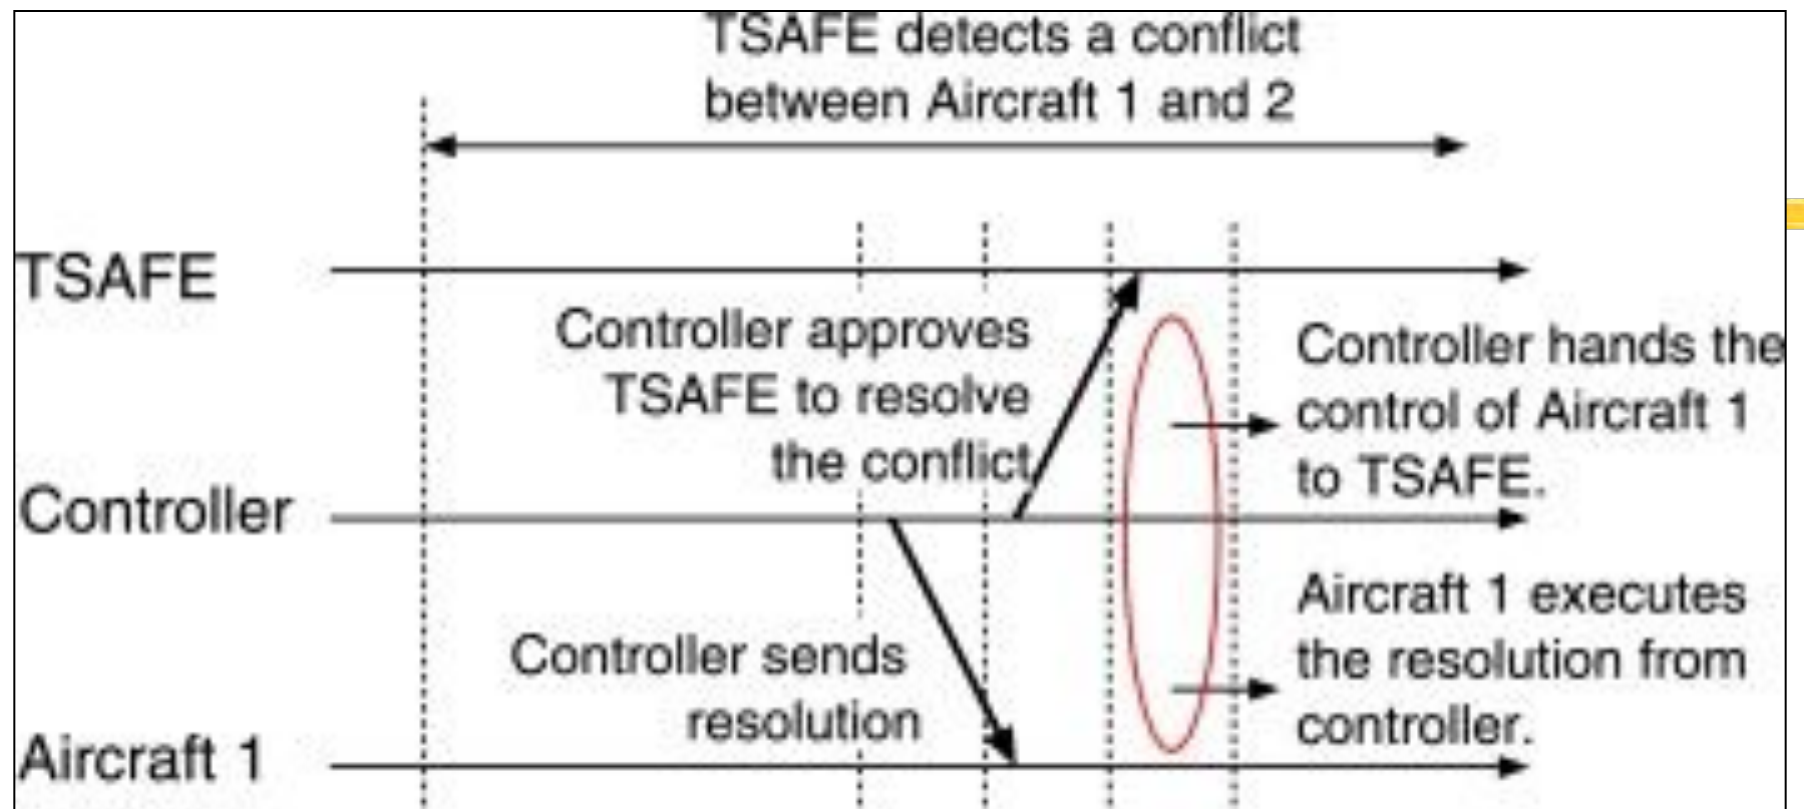 TSAFE detects a conflict
between Aircraft 1 and 2
TSAFE
Controller approves
TSAFE to resolve
the conflict
Controller hands the
control of Aircraft 1
to TSAFE.
Controller
Aircraft 1 executes
the resolution from
controller.
Controller sends
resolution
Aircraft 1